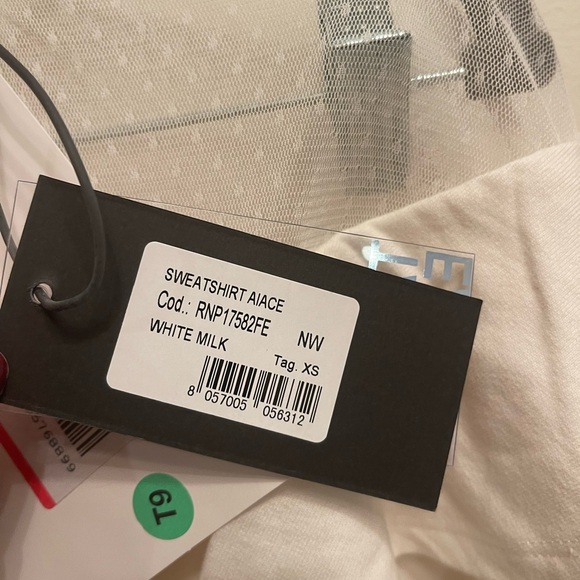 SWEATSHIRT AIACE
Cod.: RNP17582FE
NW
WHITE MILK
Tag. XS
8 057005 056312
T9